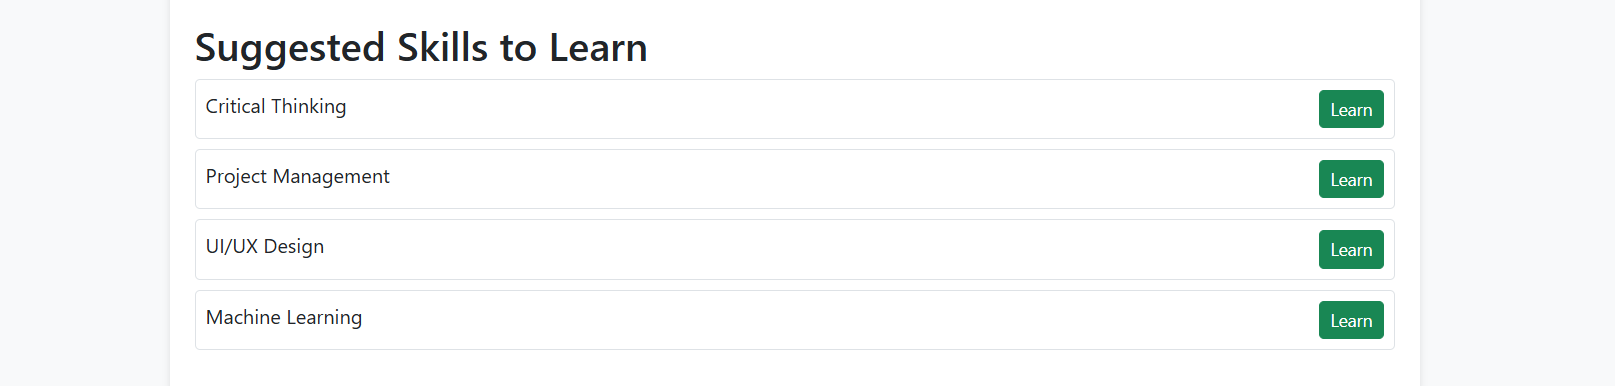 Suggested Skills to Learn
Critical Thinking
Learn
Project Management
Learn
UI/UX Design
Learn
Machine Learning
Learn